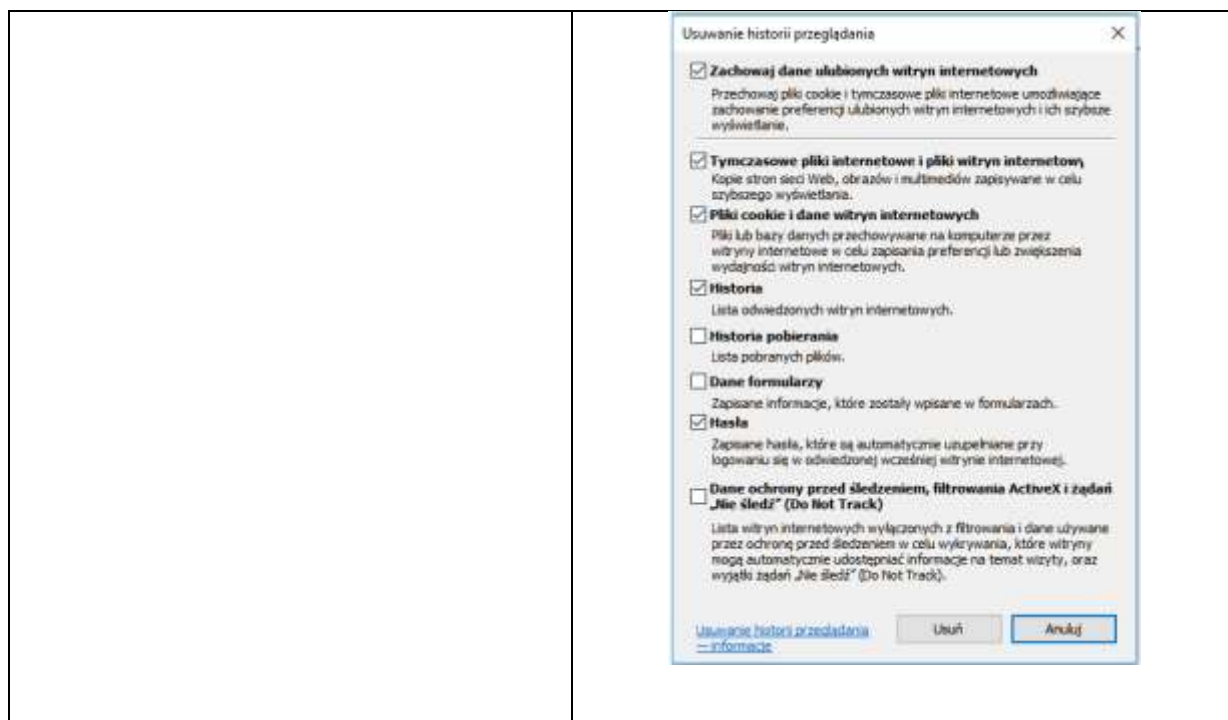 Usuwanie historii przeglądania
Zachowaj dane ulubionych witryn internetowych
Przechowaj pliki cookie i tymczasowe pliki internetowe umożliwiające
zachowanie preferencji ulubionych witryn internetowych i ich szybsze
wyświetlanie.
Tymczasowe pliki internetowe i pliki witryn internetowy
Kopie stron sieci Web, obrazów i multimediów zapisywane w celu
szybszego wyświetlania.
Pliki cookie i dane witryn internetowych
Pliki lub bazy danych przechowywane na komputerze przez
witryny internetowe w celu zapisania preferencji lub zwiększenia
wydajności witryn internetowych.
Historia
Lista odwiedzonych witryn internetowych.
Historia pobierania
Lista pobranych plików.
Dane formularzy
Zapisane informacje, które zostały wpisane w formularzach.
Hasła
Zapisane hasła, które są automatycznie uzupełniane przy
logowaniu się w odwiedzonej wcześniej witrynie internetowej.
Dane ochrony przed śledzeniem, filtrowania ActiveX i żądań
„Nie śledź” (Do Not Track)
Lista witryn internetowych wyłączonych z filtrowania i dane używane
przez ochronę przed śledzeniem w celu wykrywania, które witryny
mogą automatycznie udostępniać informacje na temat wizyty, oraz
wyjątki żądań „Nie śledź” (Do Not Track).
Usuwanie historii przeglądania
— informacje
Usuń
Anuluj